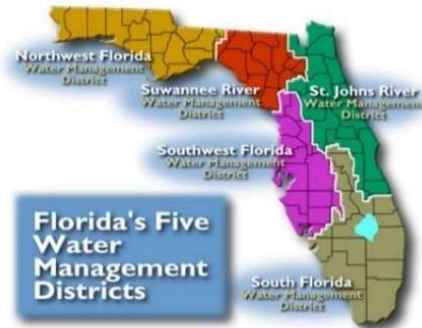 Northwest Florida
Water Management
District
Suwannee River
Water Management
District
St. Johns River
Water Management
District
Southwest Florida
Water Management
District
Florida's Five
Water
Management
Districts
South Florida
Water Management
District